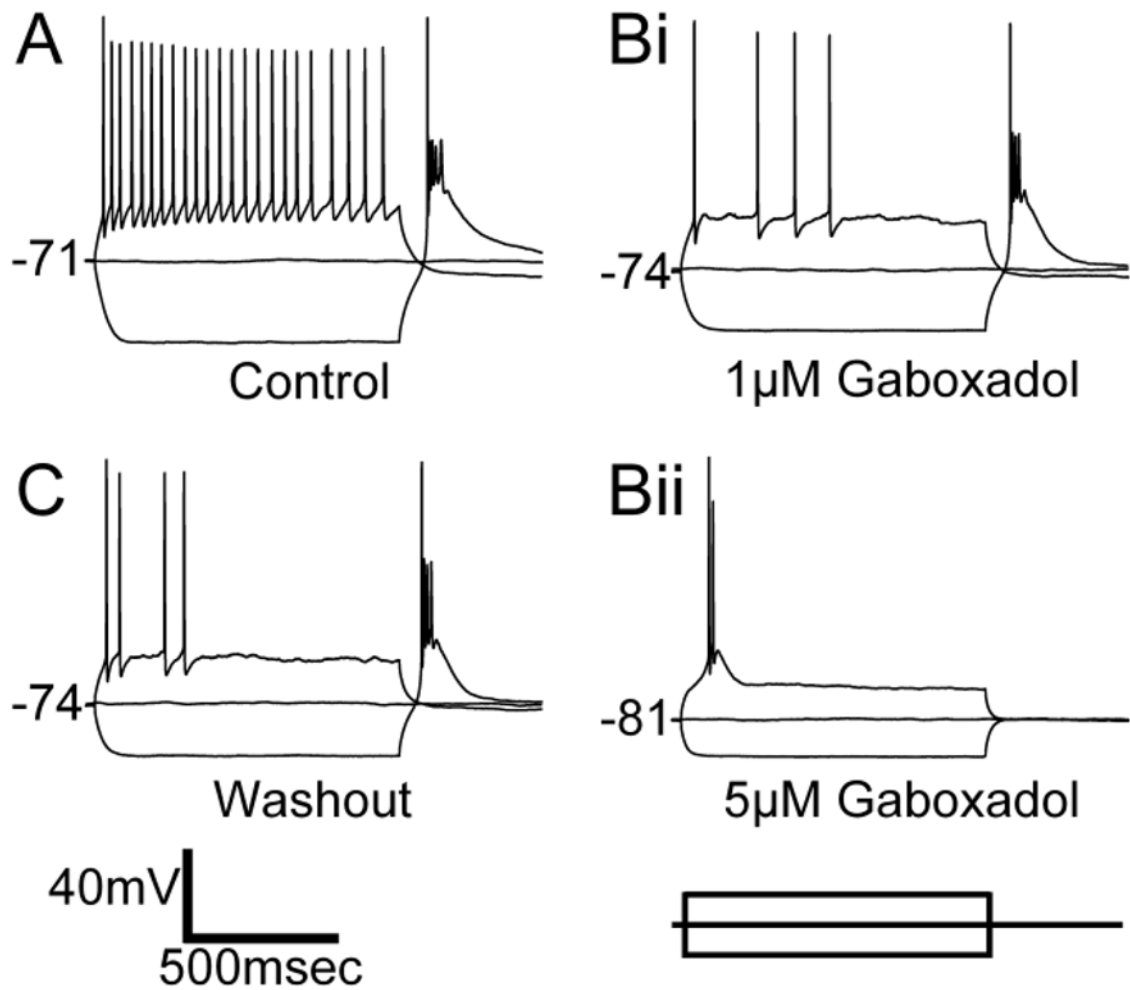 A
Bi
-71
-74
Control
1µM Gaboxadol
C
Bii
-74
-81
Washout
5µM Gaboxadol
40mV
500msec